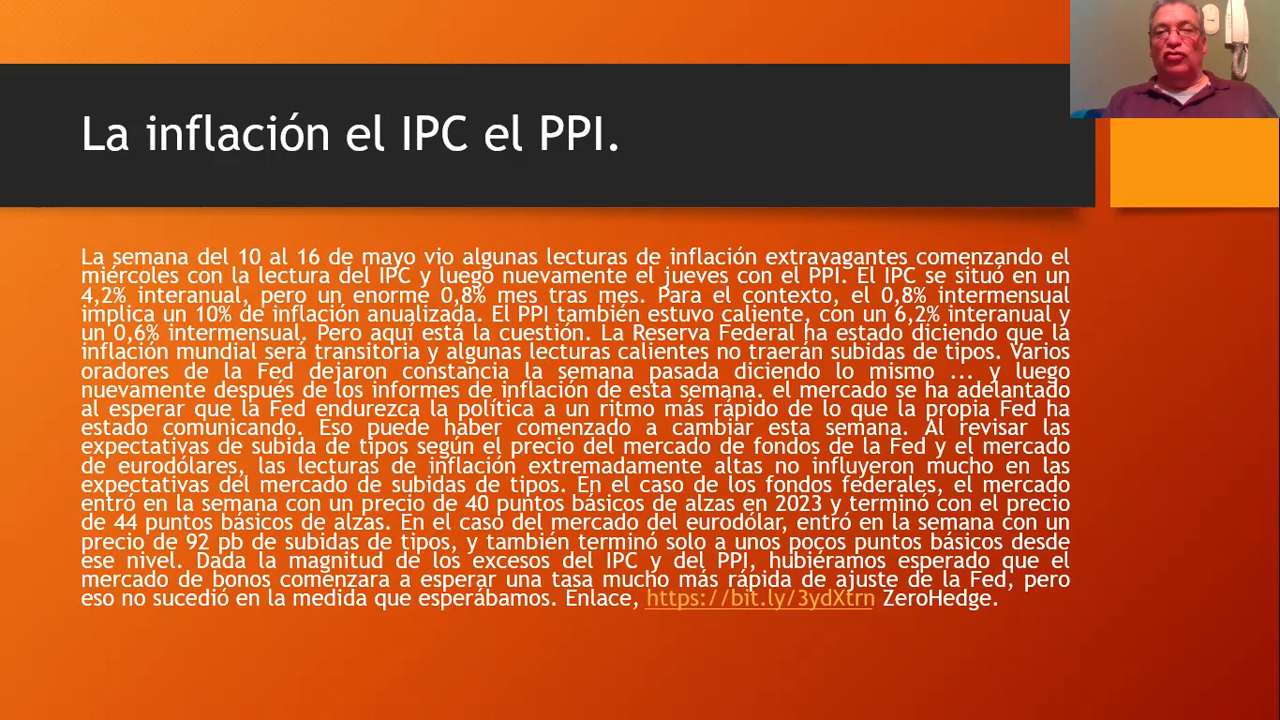 La inflación el IPC el PPI.
La semana del 10 al 16 de mayo vio algunas lecturas de inflación extravagantes comenzando el
miércoles con la lectura del IPC y luego nuevamente el jueves con el PPI. El IPC se situó en un
4,2% interanual, pero un enorme 0,8% mes tras mes. Para el contexto, el 0,8% intermensual
implica un 10% de inflación anualizada. El PPI también estuvo caliente, con un 6,2% interanual y
un 0,6% intermensual. Pero aquí está la cuestión. La Reserva Federal ha estado diciendo que la
inflación mundial será transitoria y algunas lecturas calientes no traerán subidas de tipos. Varios
oradores de la Fed dejaron constancia la semana pasada diciendo lo mismo ... y luego
nuevamente después de los informes de inflación de esta semana. el mercado se ha adelantado
al esperar que la Fed endurezca la política a un ritmo más rápido de lo que la propia Fed ha
estado comunicando. Eso puede haber comenzado a cambiar esta semana. Al revisar las
expectativas de subida de tipos según el precio del mercado de fondos de la Fed y el mercado
de eurodólares, las lecturas de inflación extremadamente altas no influyeron mucho en las
expectativas del mercado de subidas de tipos. En el caso de los fondos federales, el mercado
entró en la semana con un precio de 40 puntos básicos de alzas en 2023 y terminó con el precio
de 44 puntos básicos de alzas. En el caso del mercado del eurodólar, entró en la semana con un
precio de 92 pb de subidas de tipos, y también terminó solo a unos pocos puntos básicos desde
ese nivel. Dada la magnitud de los excesos del IPC y del PPI, hubiéramos esperado que el
mercado de bonos comenzara a esperar una tasa mucho más rápida de ajuste de la Fed, pero
eso no sucedió en la medida que esperábamos. Enlace, https://bit.ly/3ydXtrn ZeroHedge.